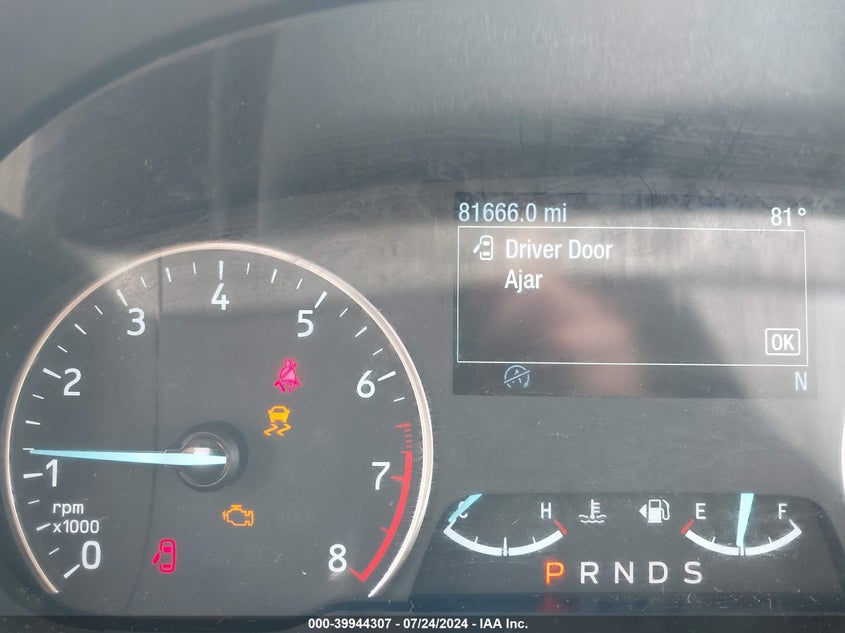 81666.0 mi 81°
Driver Door
Ajar
OK
N
4
3 5
2 6
1 7
rpm
x1000
0 8
C H E F
P R N D S
000-39944307 - 07/24/2024 - IAA Inc.